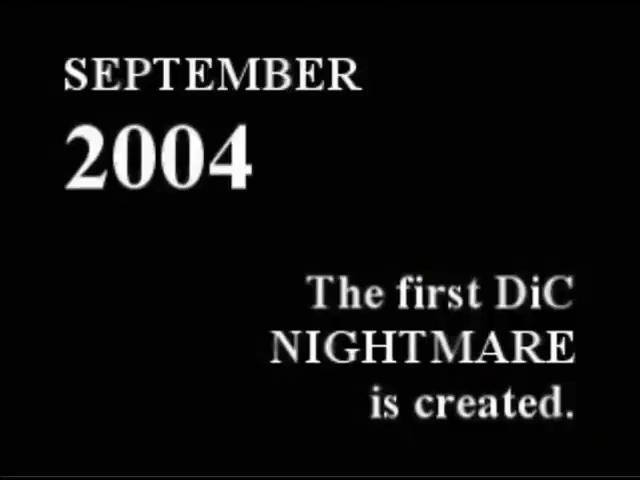 SEPTEMBER
2004
The first DiC
NIGHTMARE
is created.